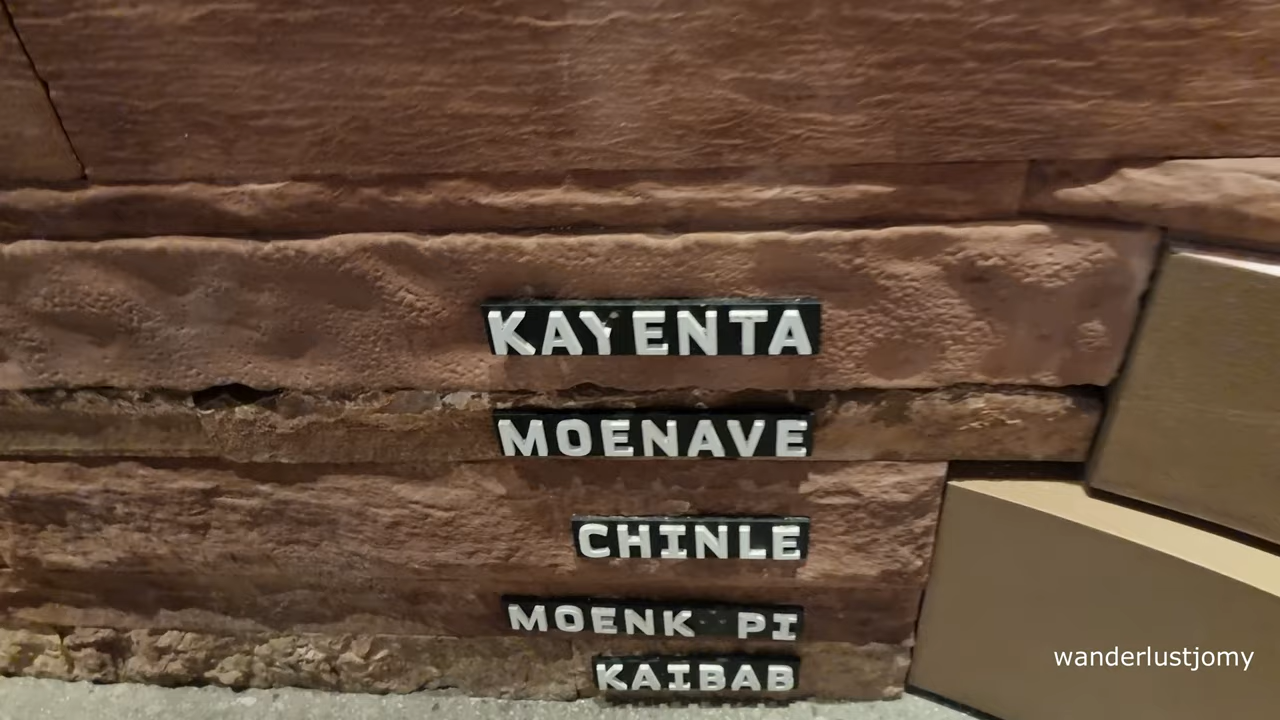 KAYENTA
MOENAVE
CHINLE
MOENK PI
KAIBAB
wanderlustjomy